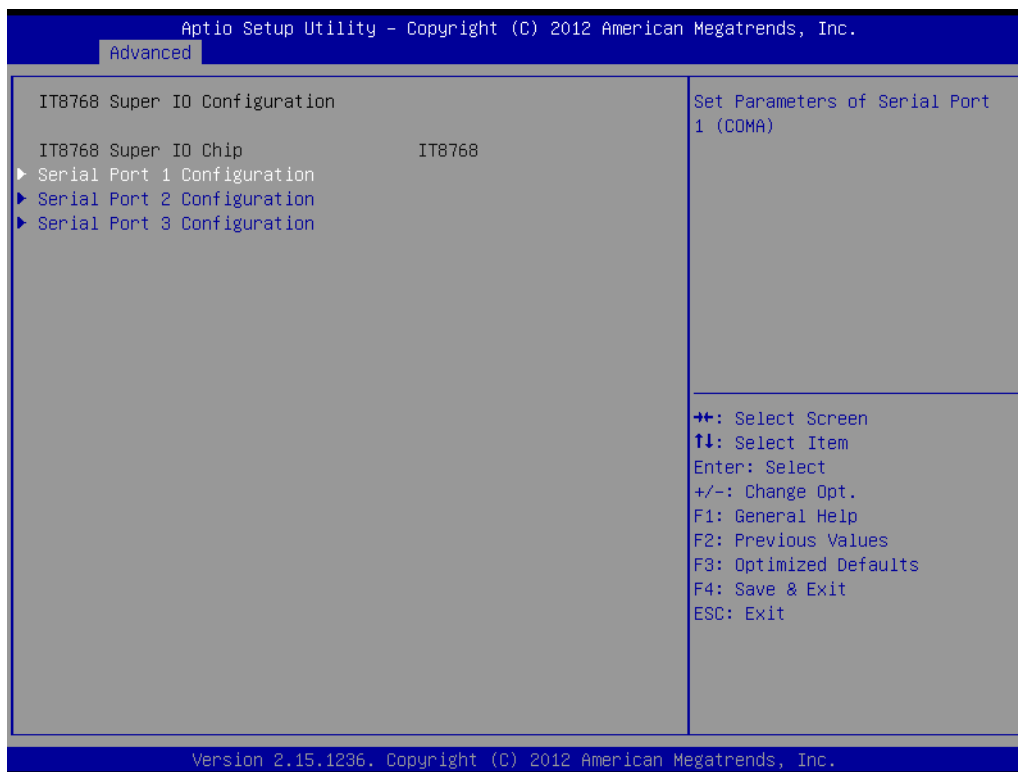 Aptio Setup Utility – Copyright (C) 2012 American Megatrends, Inc.
Advanced
IT8768 Super IO Configuration
IT8768 Super IO Chip IT8768
▶ Serial Port 1 Configuration
▶ Serial Port 2 Configuration
▶ Serial Port 3 Configuration
Set Parameters of Serial Port
1 (COMA)
→←: Select Screen
↑↓: Select Item
Enter: Select
+/-: Change Opt.
F1: General Help
F2: Previous Values
F3: Optimized Defaults
F4: Save & Exit
ESC: Exit
Version 2.15.1236. Copyright (C) 2012 American Megatrends, Inc.